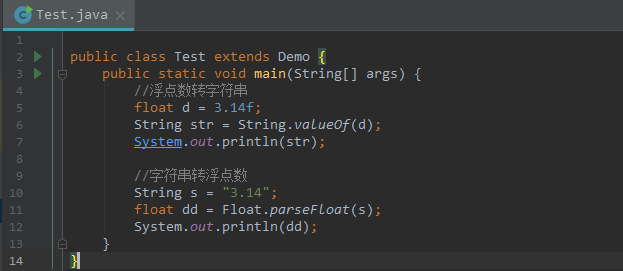 Test.java
1
2 public class Test extends Demo {
3 public static void main(String[] args) {
4 //浮点数转字符串
5 float d = 3.14f;
6 String str = String.valueOf(d);
7 System.out.println(str);
8
9 //字符串转浮点数
10 String s = "3.14";
11 float dd = Float.parseFloat(s);
12 System.out.println(dd);
13 }
14 }